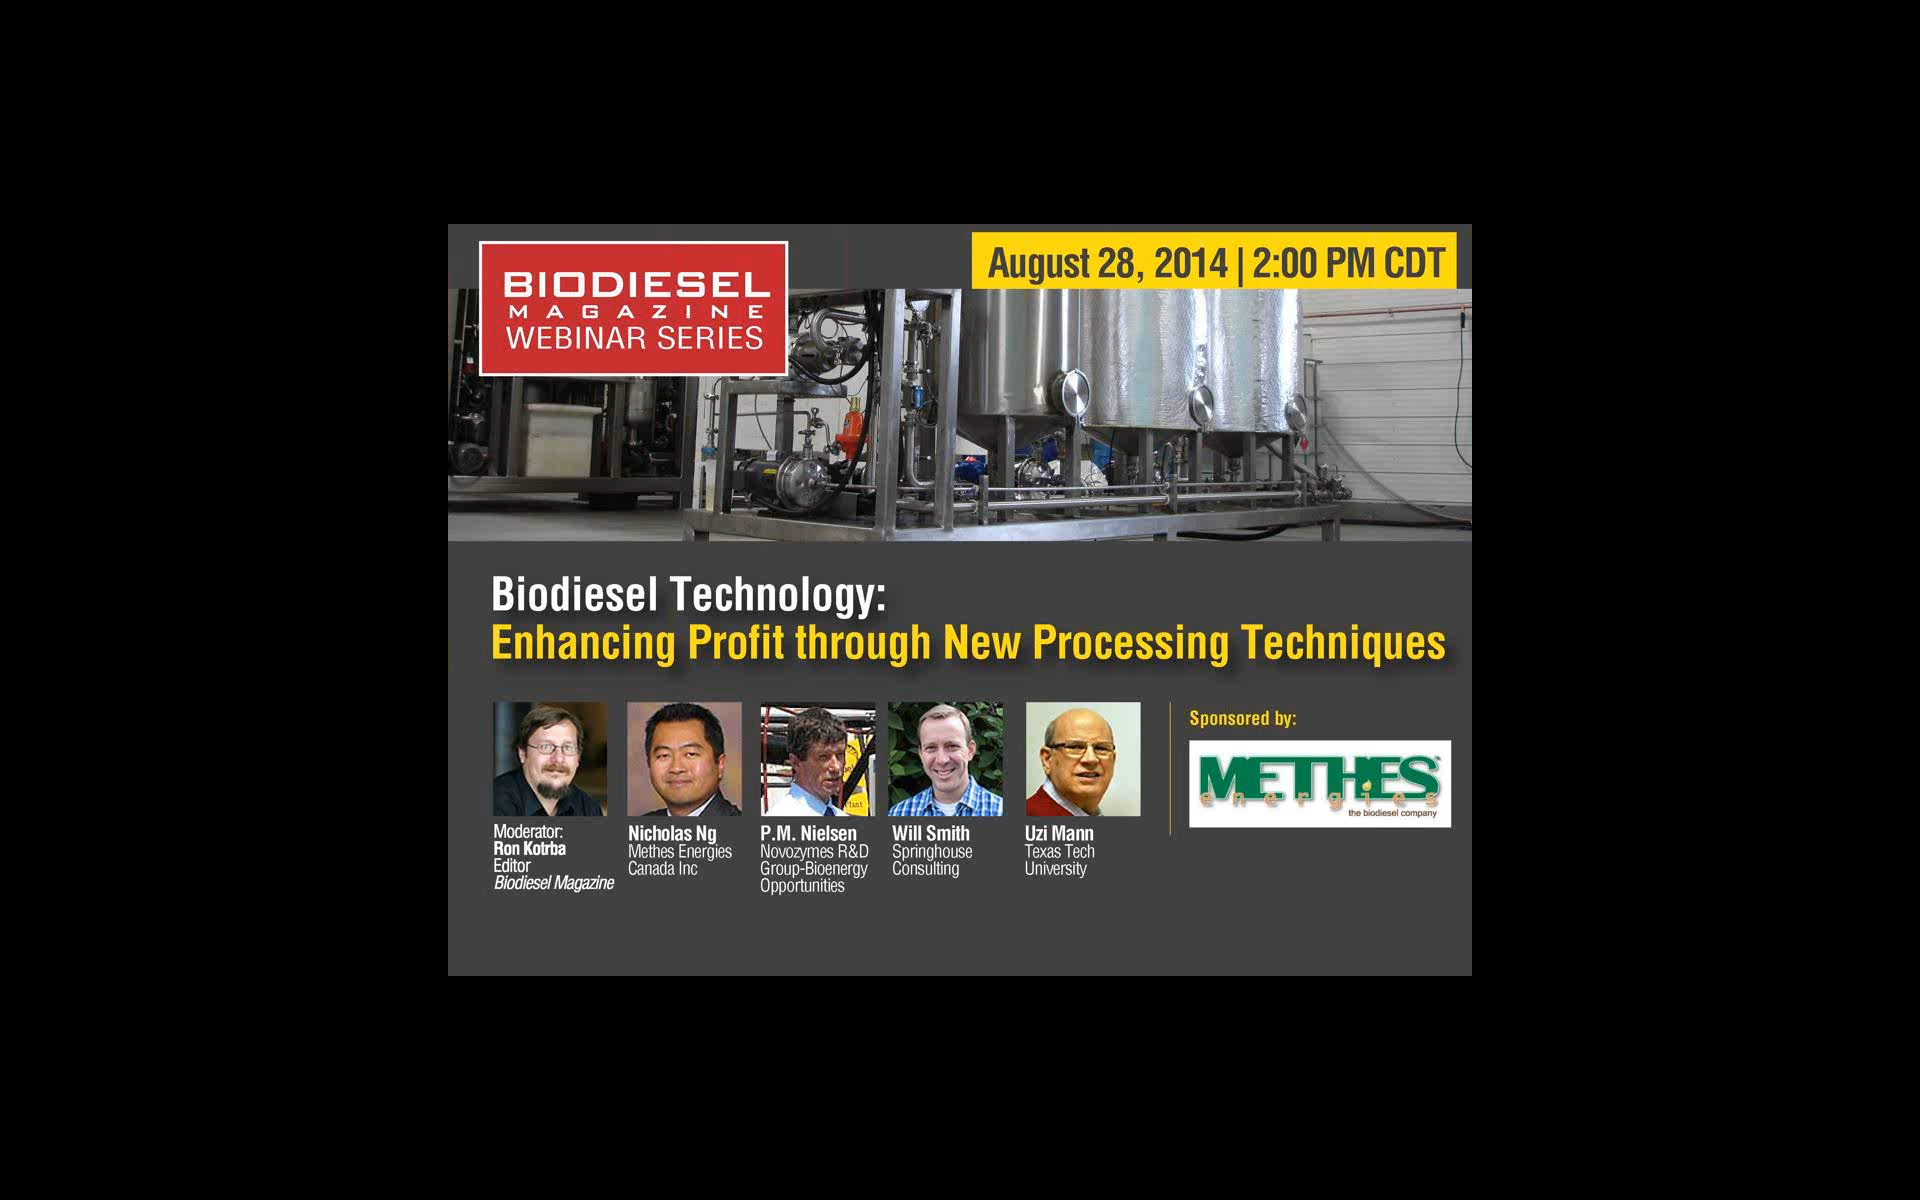 BIODIESEL
MAGAZINE
WEBINAR SERIES
August 28, 2014 | 2:00 PM CDT
Biodiesel Technology:
Enhancing Profit through New Processing Techniques
Moderator:
Ron Kotrba
Editor
Biodiesel Magazine
Nicholas Ng
Methes Energies
Canada Inc
P.M. Nielsen
Novozymes R&D
Group-Bioenergy
Opportunities
Will Smith
Springhouse
Consulting
Uzi Mann
Texas Tech
University
Sponsored by:
METHES
energies
the biodiesel company